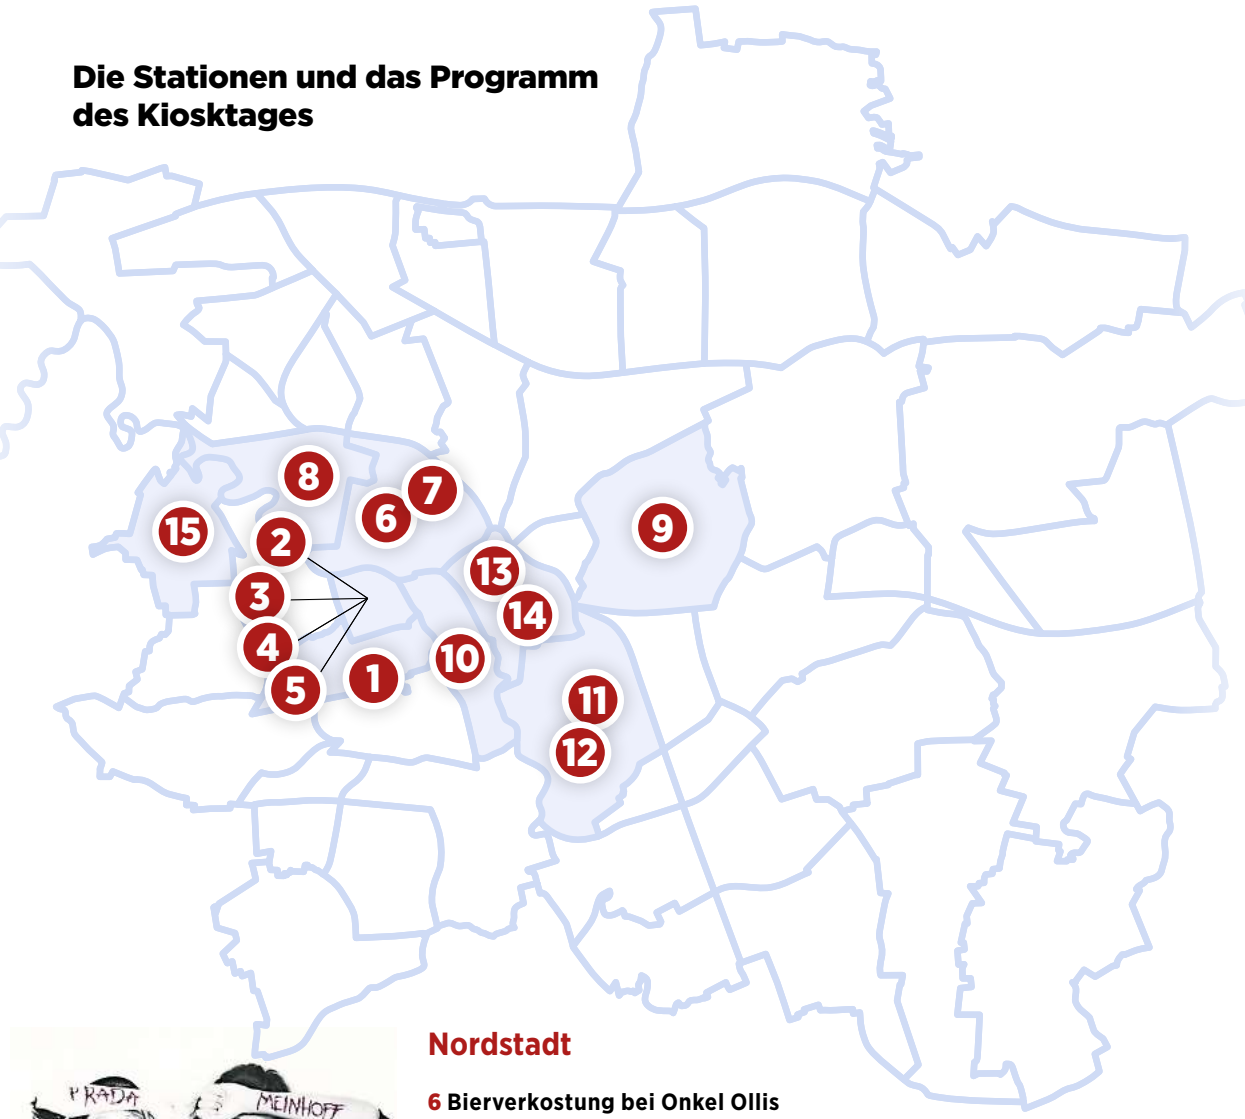 Die Stationen und das Programm
des Kiosktages
8
7
6
15
2
9
13
3
14
4
10
1
5
11
12
Nordstadt
6 Bierverkostung bei Onkel Ollis
PRADA
MEINHOFF